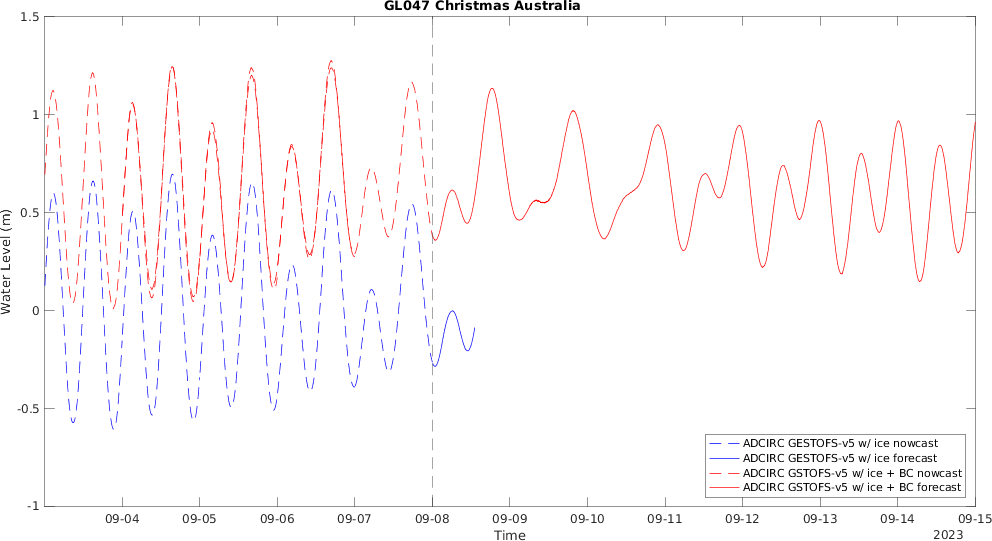 GL047 Christmas Australia
1.5
1
0.5
0
-0.5
-1
Water Level (m)
09-04 09-05 09-06 09-07 09-08 09-09 09-10 09-11 09-12 09-13 09-14 09-15
Time
2023
ADCIRC GESTOFS-v5 w/ ice nowcast
ADCIRC GESTOFS-v5 w/ ice forecast
ADCIRC GSTOFS-v5 w/ ice + BC nowcast
ADCIRC GSTOFS-v5 w/ ice + BC forecast